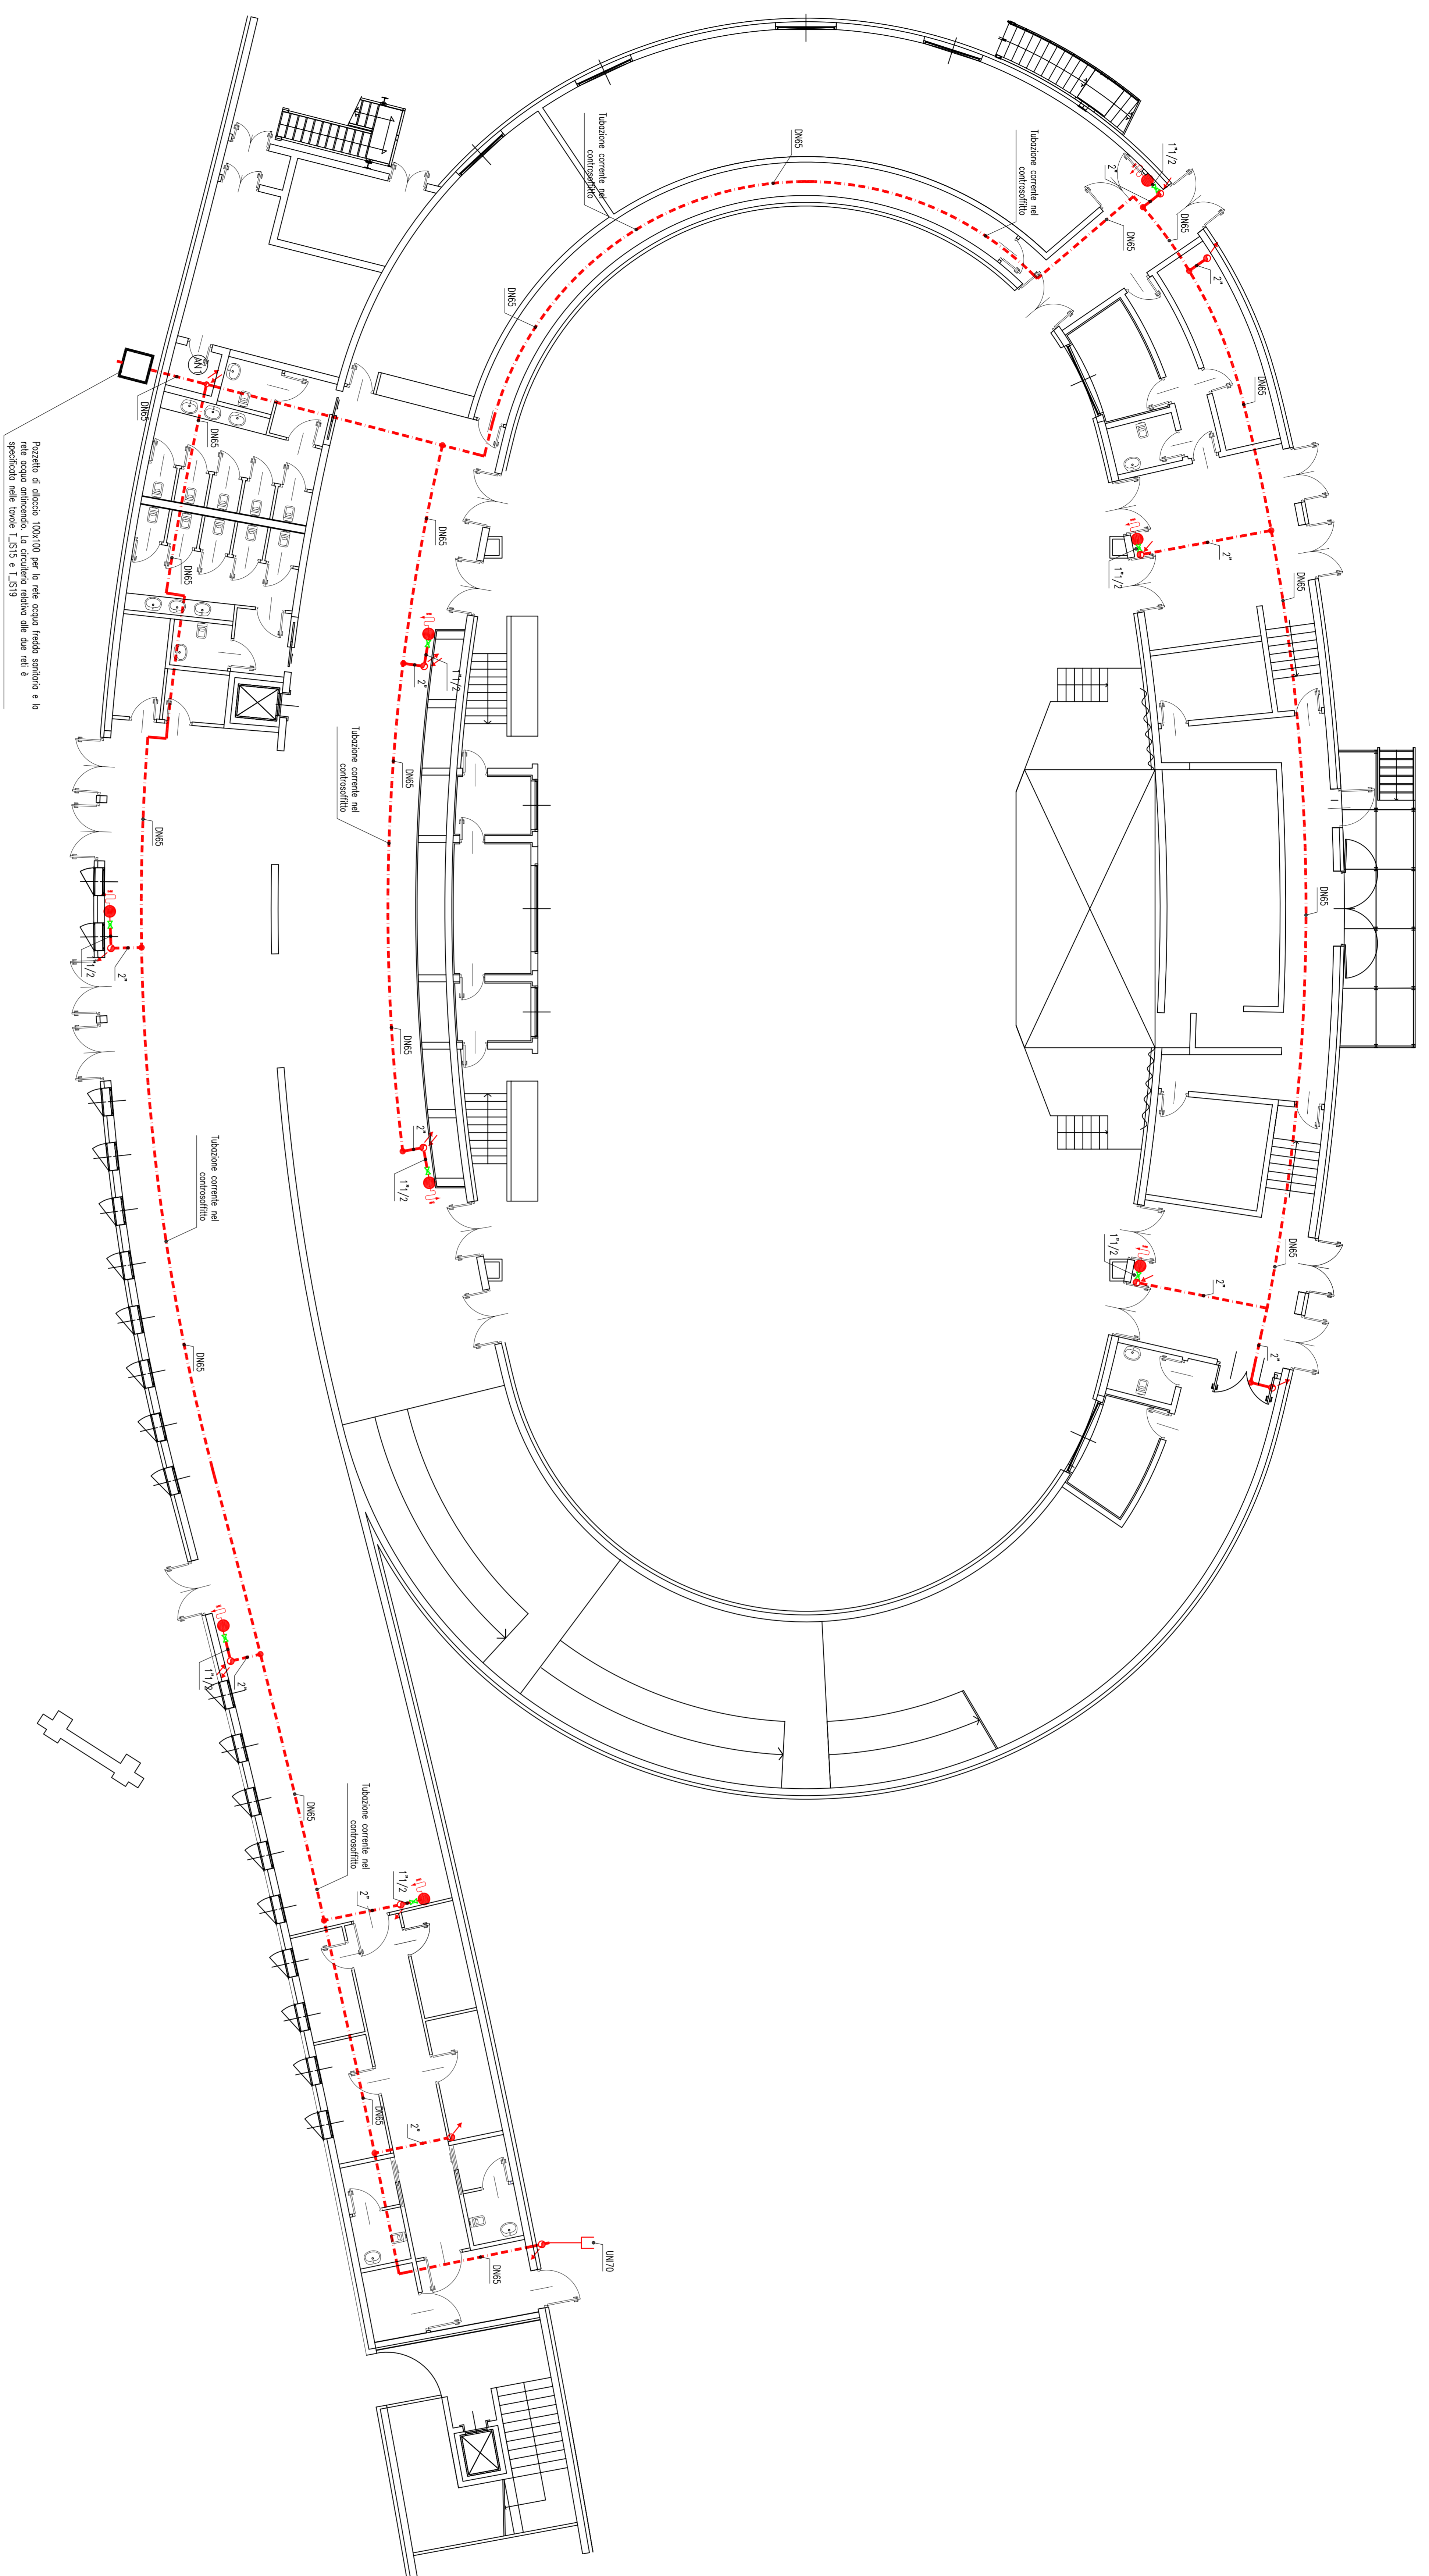 1"1/2
2"
DN65
2"
Tubazione corrente nel
controsoffitto
DN65
Tubazione corrente nel
controsoffitto
DN65
DN65
DN65
2"
1"1/2
DN65
DN65
DN65
2"
1"1/2
2"
AN1
DN65
DN65
DN65
DN65
1"1/2
2"
DN65
Tubazione corrente nel
controsoffitto
DN65
2"
1"1/2
DN65
1/2
2"
Tubazione corrente nel
controsoffitto
DN65
1"1/2
2"
DN65
Tubazione corrente nel
controsoffitto
1"1/2
2"
DN65
2"
DN65
UNI70
Pozzetto di allaccio 100x100 per la rete acqua fredda sanitaria e la
rete acqua antincendio. La circuiteria relativa alle due reti è
specificata nelle tavole T_IS15 e T_IS19